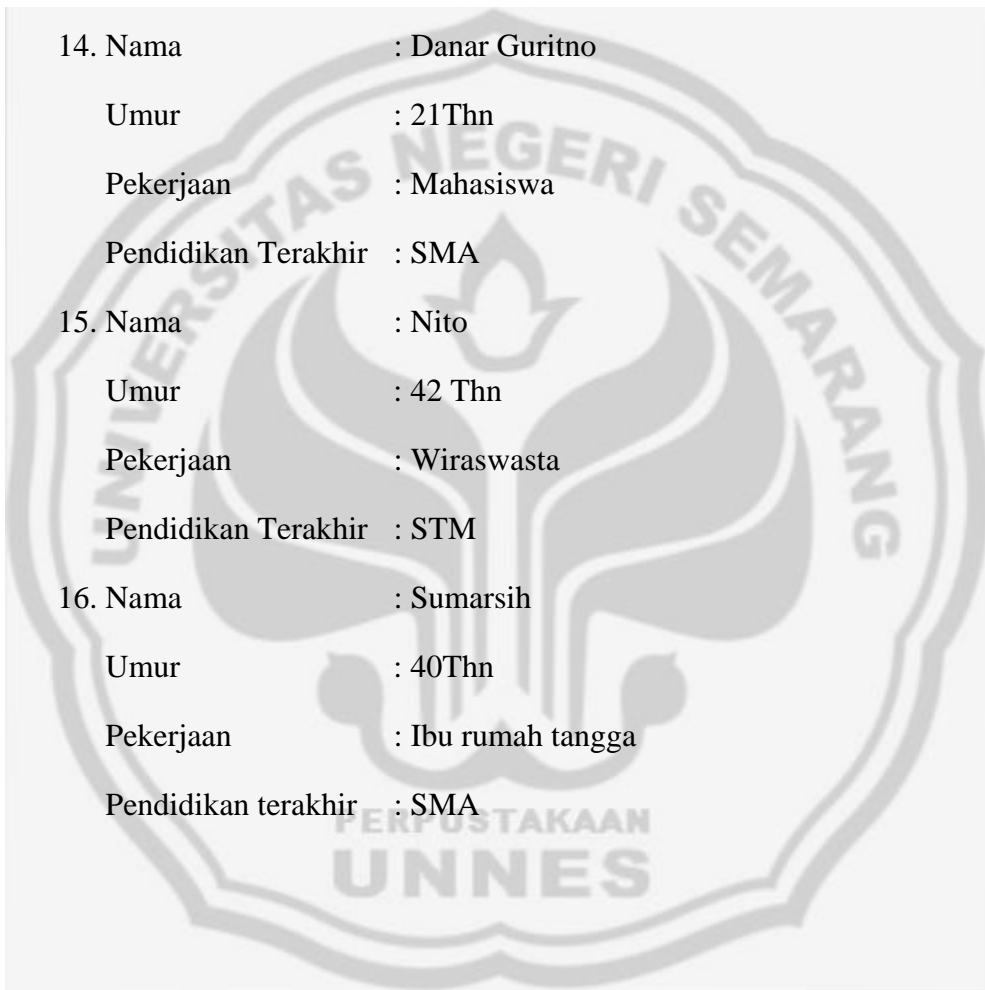 14. Nama : Danar Guritno
Umur : 21Thn
Pekerjaan : Mahasiswa
Pendidikan Terakhir : SMA
15. Nama : Nito
Umur : 42 Thn
Pekerjaan : Wiraswasta
Pendidikan Terakhir : STM
16. Nama : Sumarsih
Umur : 40Thn
Pekerjaan : Ibu rumah tangga
Pendidikan terakhir : SMA
UNIVERSITAS NEGERI SEMARANG
PERPUSTAKAAN
UNNES